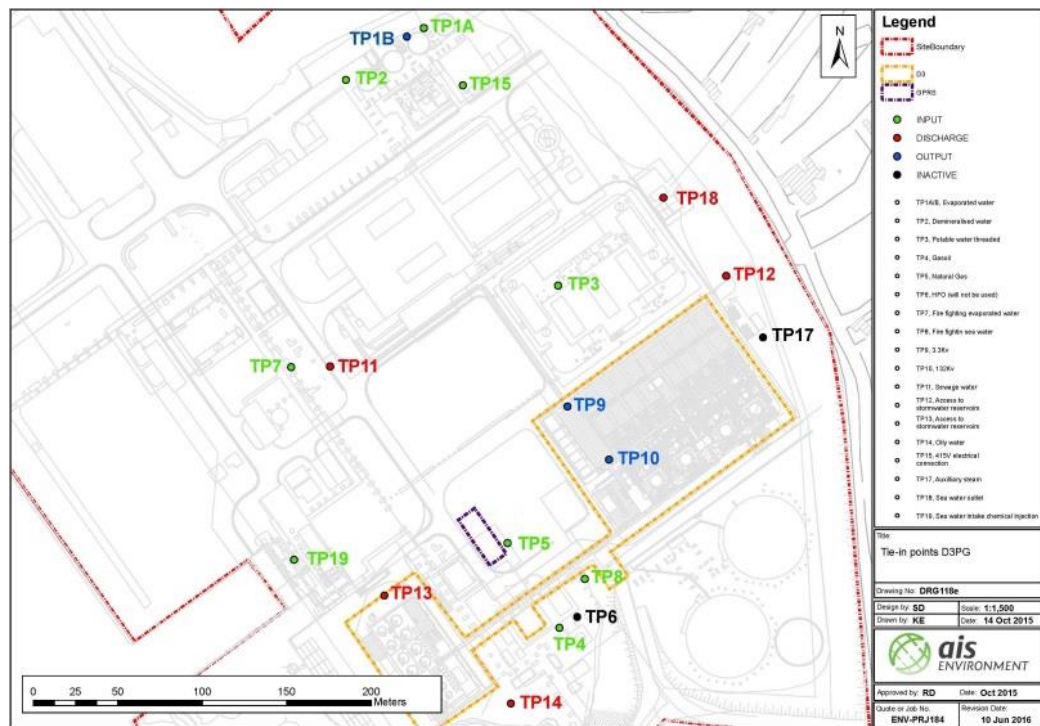 TP1A
TP1B
TP2
TP15
N
TP18
TP12
TP3
TP17
TP7
TP11
TP9
TP10
TP5
TP19
TP8
TP13
TP6
TP4
TP14
0 25 50 100 150 200
Meters
Legend
SiteBoundary
D3
GPRS
INPUT
DISCHARGE
OUTPUT
INACTIVE
TP1A/B, Evaporated water
TP2, Demineralised water
TP3, Potable water threaded
TP4, Gasoil
TP5, Natural Gas
TP6, HFO (will not be used)
TP7, Fire fighting evaporated water
TP8, Fire fightin sea water
TP9, 3.3Kv
TP10, 132Kv
TP11, Sewage water
TP12, Access to
stormwater reservoirs
TP13, Access to
stormwater reservoirs
TP14, Oily water
TP15, 415V electrical
connection
TP17, Auxilliary steam
TP18, Sea water outlet
TP19, Sea water intake chemical injection
Title:
Tie-in points D3PG
Drawing No: DRG118e
Design by: SD Scale: 1:1,500
Drawn by: KE Date: 14 Oct 2015
ais
ENVIRONMENT
Approved by: RD Date: Oct 2015
Quote or Job No. Revision Date:
ENV-PRJ184 10 Jun 2016